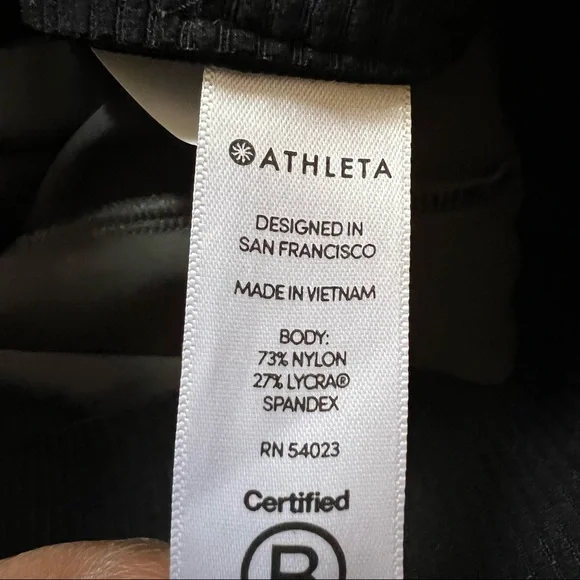 ATHLETA
DESIGNED IN
SAN FRANCISCO
MADE IN VIETNAM
BODY:
73% NYLON
27% LYCRA®
SPANDEX
RN 54023
Certified
B